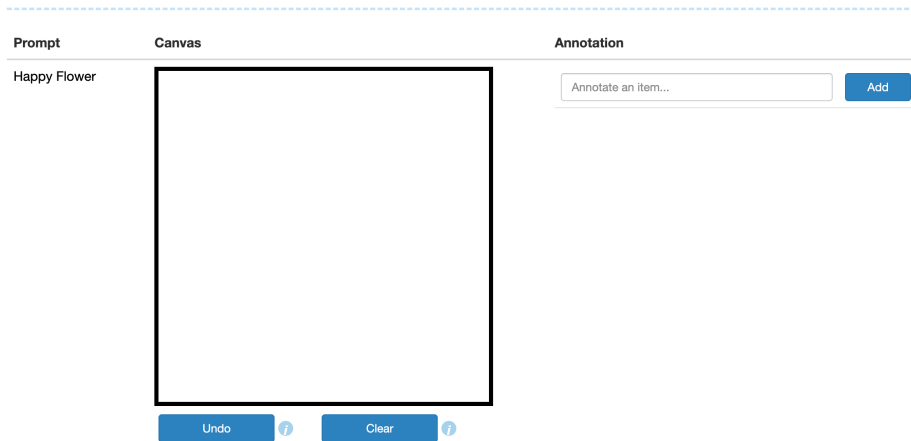 Prompt Canvas Annotation
Happy Flower
Annotate an item... Add
Undo i Clear i